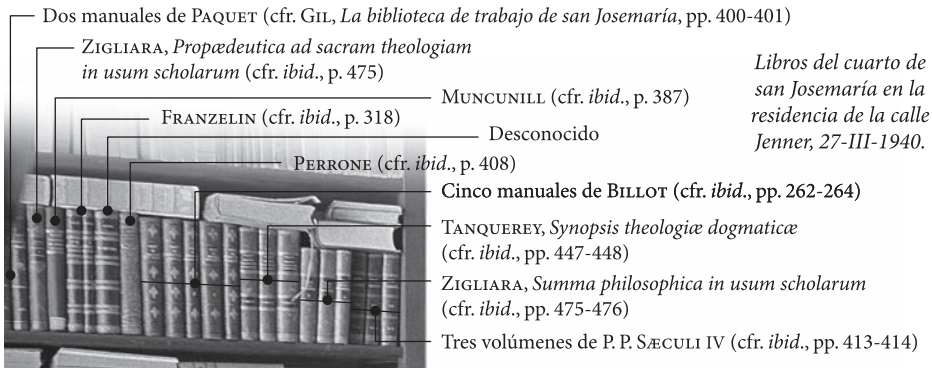 Dos manuales de PAQUET (cfr. GIL, La biblioteca de trabajo de san Josemaría, pp. 400-401)
ZIGLIARA, Propædeutica ad sacram theologiam
in usum scholarum (cfr. ibid., p. 475)
Libros del cuarto de
san Josemaría en la
residencia de la calle
Jenner, 27-III-1940.
MUNCUNILL (cfr. ibid., p. 387)
FRANZELIN (cfr. ibid., p. 318)
Desconocido
PERRONE (cfr. ibid., p. 408)
Cinco manuales de BILLOT (cfr. ibid., pp. 262-264)
TANQUEREY, Synopsis theologiæ dogmaticæ
(cfr. ibid., pp. 447-448)
ZIGLIARA, Summa philosophica in usum scholarum
(cfr. ibid., pp. 475-476)
Tres volúmenes de P. P. SÆCULI IV (cfr. ibid., pp. 413-414)